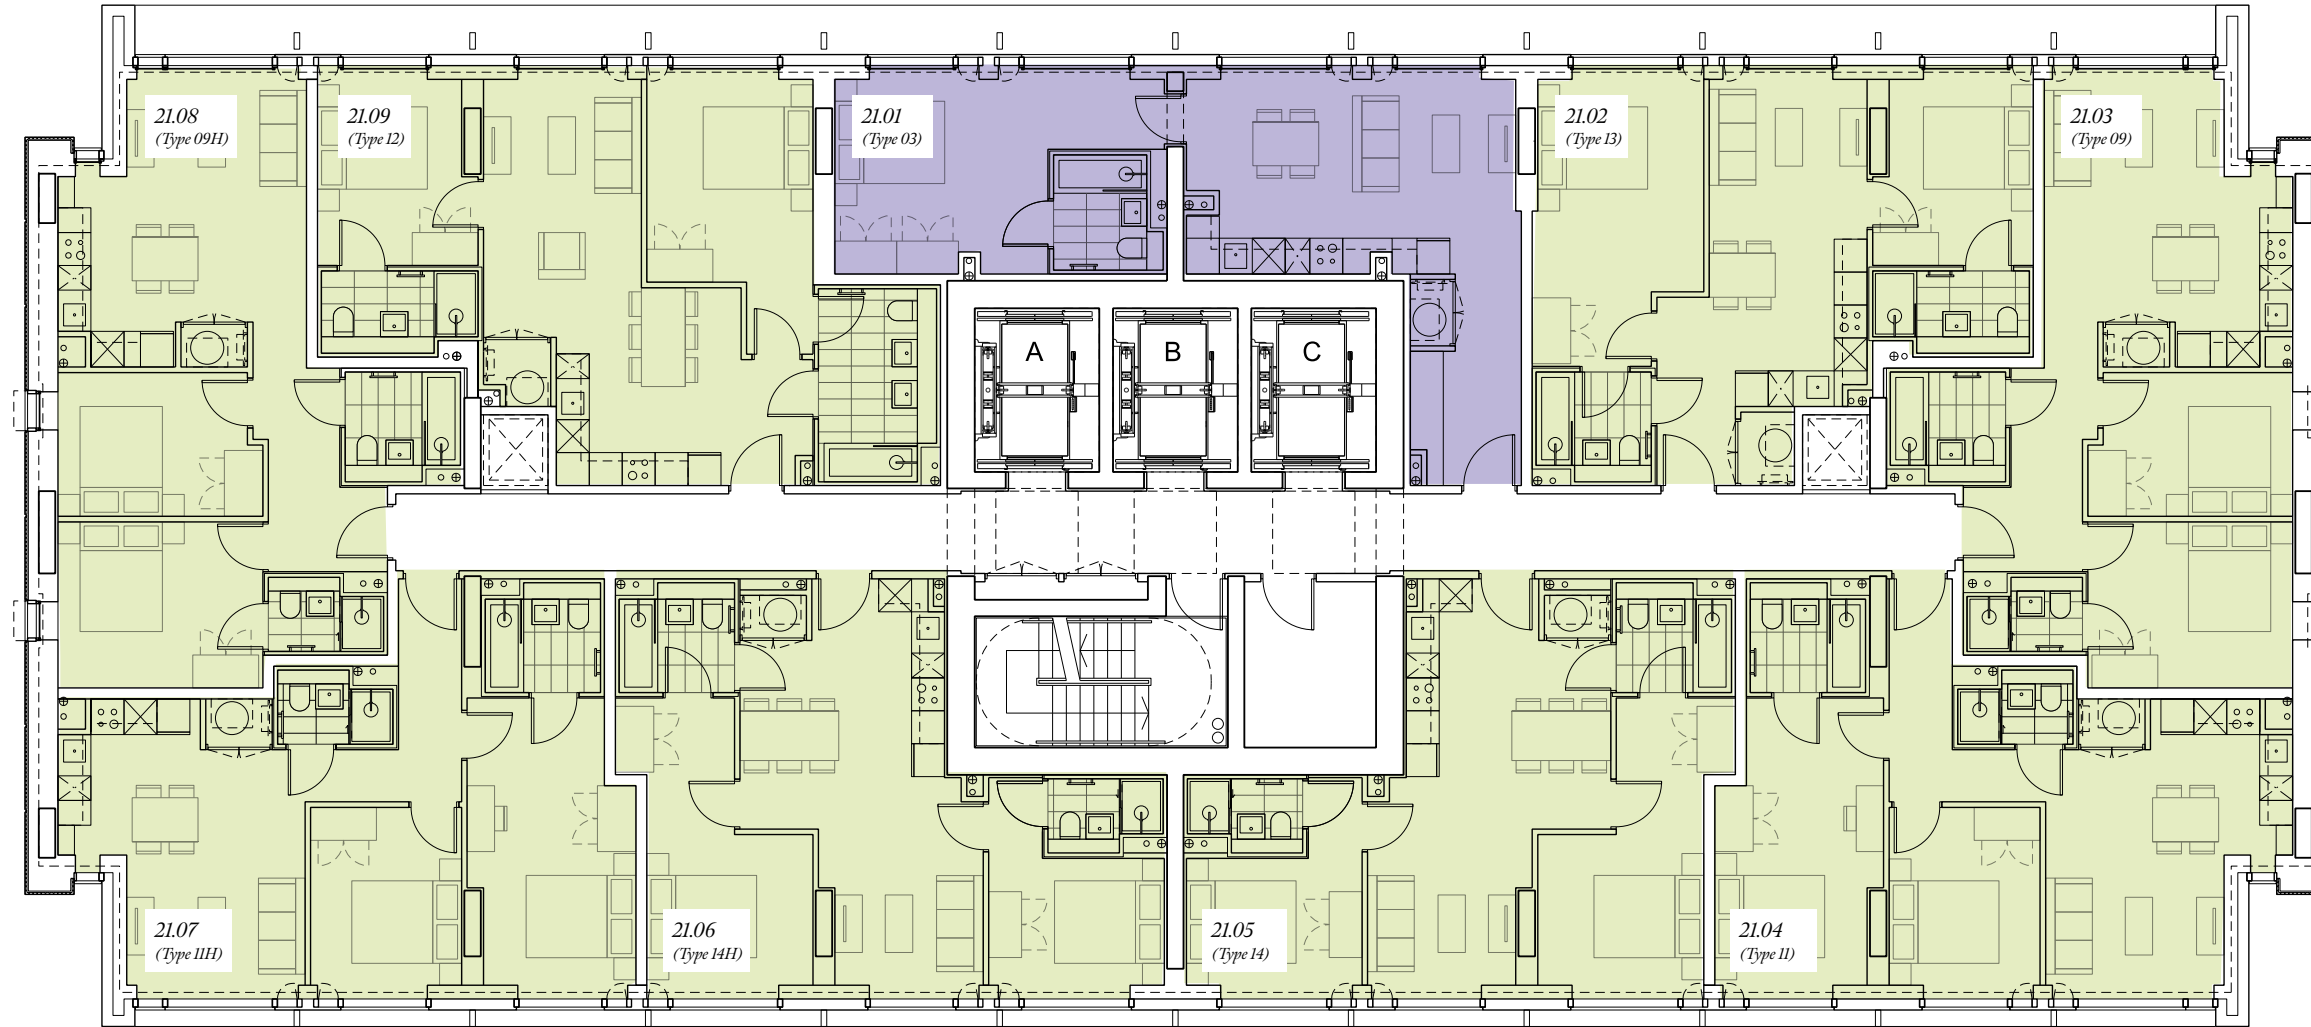 21.08
(Type 09H)
21.09
(Type 12)
21.01
(Type 03)
21.02
(Type 13)
21.03
(Type 09)
A
B
C
21.07
(Type 11H)
21.06
(Type 14H)
21.05
(Type 14)
21.04
(Type 11)